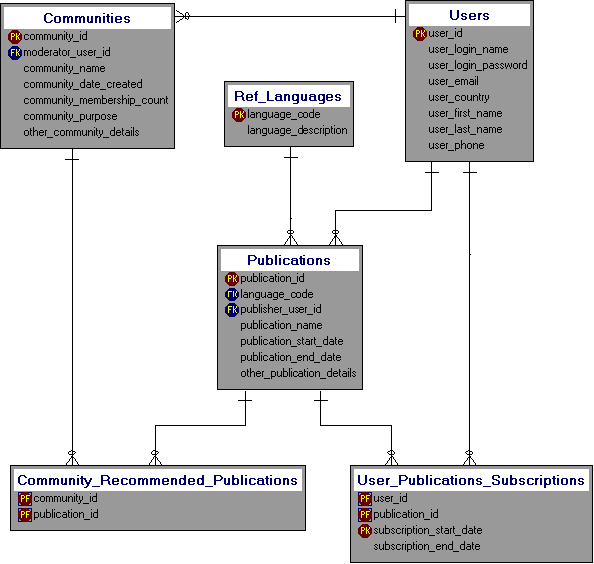 Communities
PK community_id
FK moderator_user_id
community_name
community_date_created
community_membership_count
community_purpose
other_community_details
Users
PK user_id
user_login_name
user_login_password
user_email
user_country
user_first_name
user_last_name
user_phone
Ref_Languages
PK language_code
language_description
Publications
PK publication_id
FK language_code
FK publisher_user_id
publication_name
publication_start_date
publication_end_date
other_publication_details
Community_Recommended_Publications
PF community_id
PF publication_id
User_Publications_Subscriptions
PF user_id
PF publication_id
PK subscription_start_date
subscription_end_date